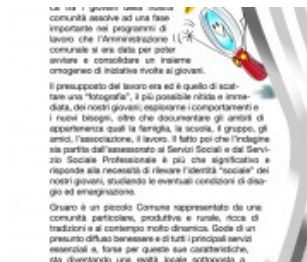 ca tra i giovani della nostra
comunità assolve ad una fase
importante nei programmi di
lavoro che l'Amministrazione
comunale si era data per poter
avviare e consolidare un insieme
omogeneo di iniziative rivolte ai giovani.
Il presupposto del lavoro era ed è quello di scat-
tare una "fotografia", il più possibile nitida e imme-
diata, dei nostri giovani; esplorarne i comportamenti e
i nuovi bisogni, oltre che documentare gli ambiti di
appartenenza quali la famiglia, la scuola, il gruppo, gli
amici, l'associazione, il lavoro. Il fatto poi che l'indagine
sia partita dall'assessorato ai Servizi Sociali e dal Servi-
zio Sociale Professionale è più che significativo e
risponde alla necessità di rilevare l'identità "sociale" dei
nostri giovani, studiando le eventuali condizioni di disa-
gio ed emarginazione.
Gruaro è un piccolo Comune rappresentato da una
comunità particolare, produttiva e rurale, ricca di
tradizioni e al contempo molto dinamica. Gode di un
presunto diffuso benessere e di tutti i principali servizi
essenziali e, forse per queste sue caratteristiche,
sta diventando una realtà locale sottoposta a